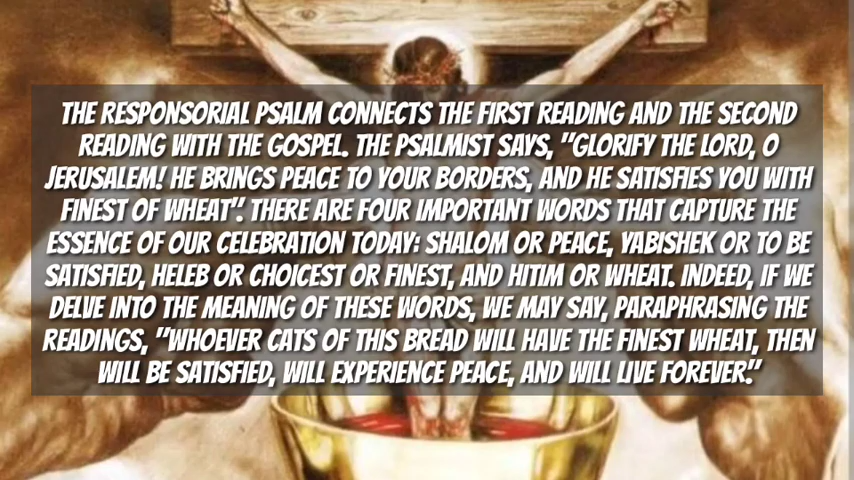 THE RESPONSORIAL PSALM CONNECTS THE FIRST READING AND THE SECOND
READING WITH THE GOSPEL. THE PSALMIST SAYS, "GLORIFY THE LORD, O
JERUSALEM! HE BRINGS PEACE TO YOUR BORDERS, AND HE SATISFIES YOU WITH
FINEST OF WHEAT". THERE ARE FOUR IMPORTANT WORDS THAT CAPTURE THE
ESSENCE OF OUR CELEBRATION TODAY: SHALOM OR PEACE, YABISHEK OR TO BE
SATISFIED, HELEB OR CHOICEST OR FINEST, AND HITIM OR WHEAT. INDEED, IF WE
DELVE INTO THE MEANING OF THESE WORDS, WE MAY SAY, PARAPHRASING THE
READINGS, "WHOEVER CATS OF THIS BREAD WILL HAVE THE FINEST WHEAT, THEN
WILL BE SATISFIED, WILL EXPERIENCE PEACE, AND WILL LIVE FOREVER."